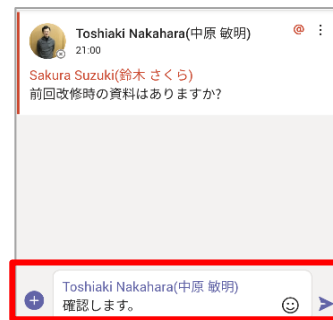 Toshiaki Nakahara(中原 敏明)
21:00
Sakura Suzuki(鈴木 さくら)
前回改修時の資料はありますか?
Toshiaki Nakahara(中原 敏明)
確認します。